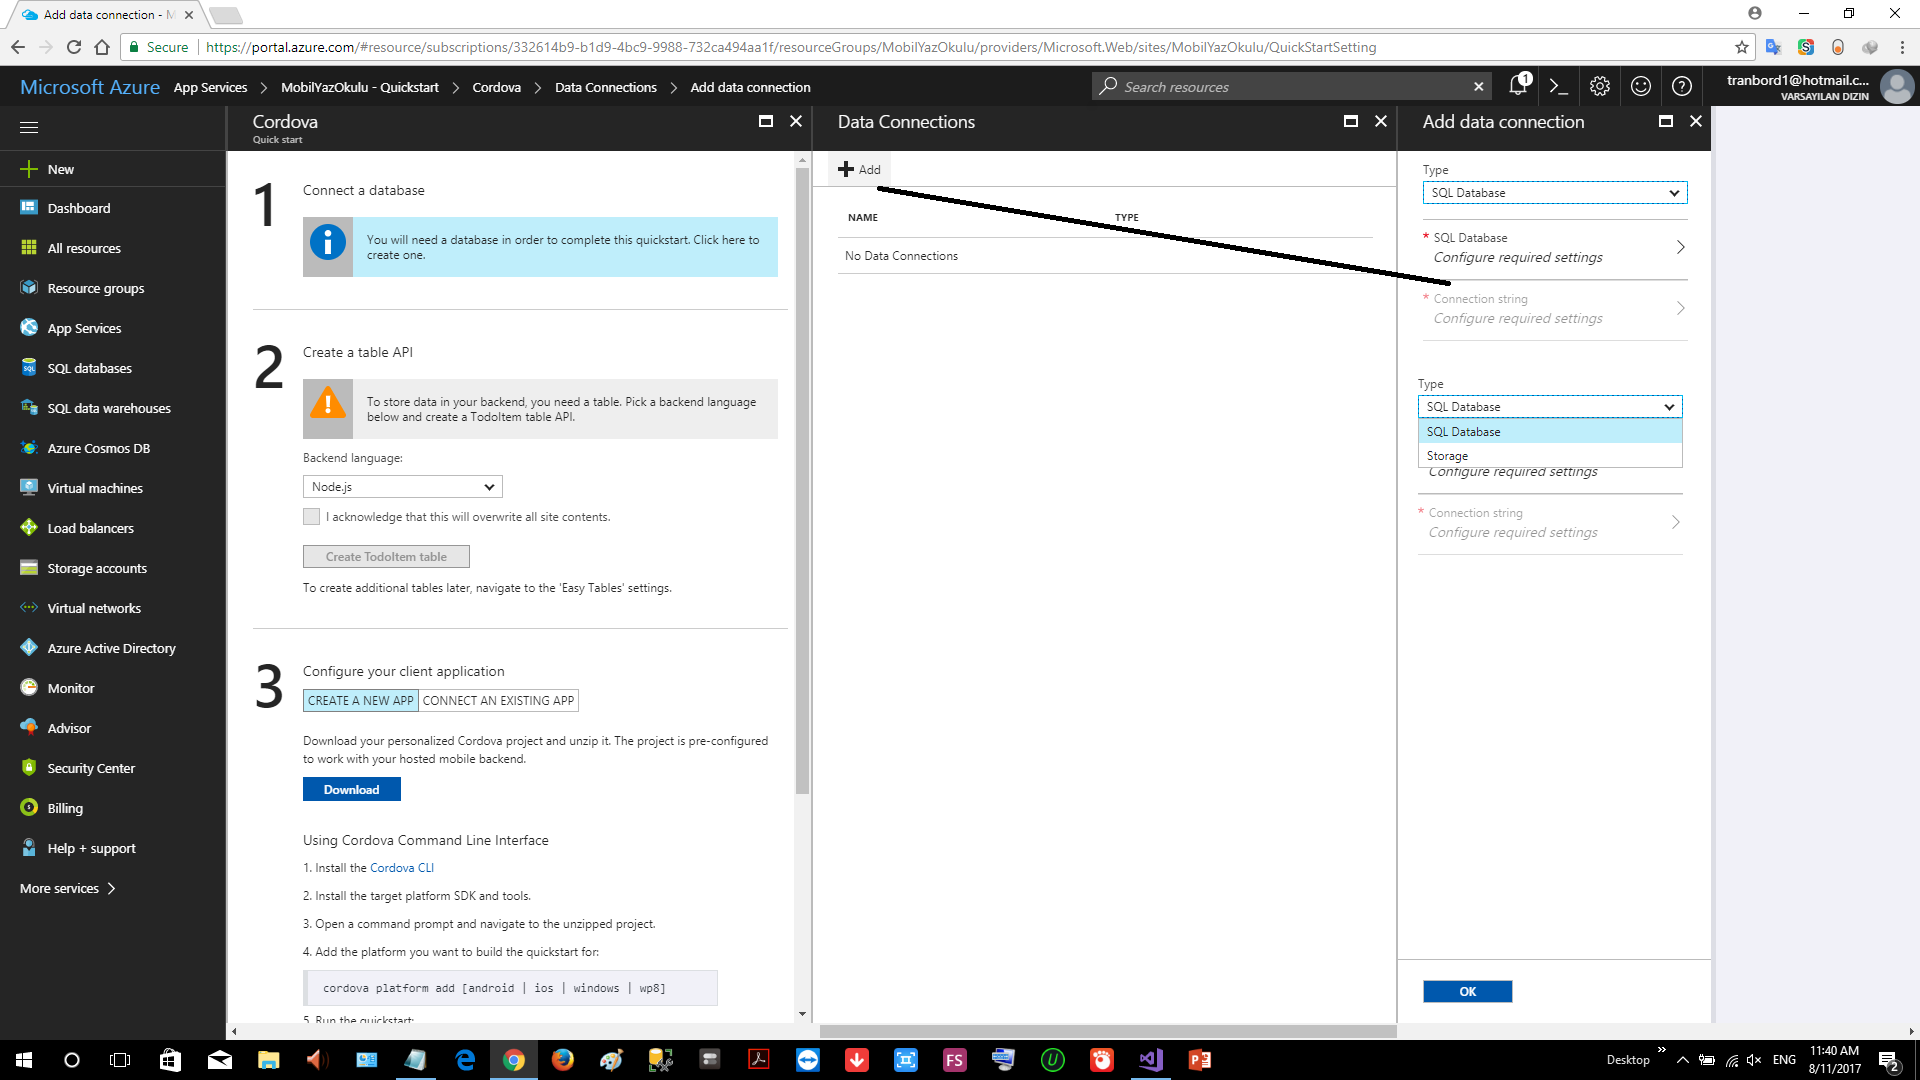 Add data connection - M
Secure
https://portal.azure.com/#resource/subscriptions/332614b9-b1d9-4bc9-9988-732ca494aa1f/resourceGroups/MobilYazOkulu/providers/Microsoft.Web/sites/MobilYazOkulu/QuickStartSetting
Microsoft Azure
App Services
MobilYazOkulu - Quickstart
Cordova
Data Connections
Add data connection
Search resources
1
tranbord1@hotmail.c...
VARSAYILAN DIZIN
New
Dashboard
All resources
Resource groups
App Services
SQL databases
SQL data warehouses
Azure Cosmos DB
Virtual machines
Load balancers
Storage accounts
Virtual networks
Azure Active Directory
Monitor
Advisor
Security Center
Billing
Help + support
More services
Cordova
Quick start
1
Connect a database
You will need a database in order to complete this quickstart. Click here to
create one.
2
Create a table API
To store data in your backend, you need a table. Pick a backend language
below and create a TodoItem table API.
Backend language:
Node.js
I acknowledge that this will overwrite all site contents.
Create TodoItem table
To create additional tables later, navigate to the 'Easy Tables' settings.
3
Configure your client application
CREATE A NEW APP
CONNECT AN EXISTING APP
Download your personalized Cordova project and unzip it. The project is pre-configured
to work with your hosted mobile backend.
Download
Using Cordova Command Line Interface
1. Install the Cordova CLI
2. Install the target platform SDK and tools.
3. Open a command prompt and navigate to the unzipped project.
4. Add the platform you want to build the quickstart for:
cordova platform add [android | ios | windows | wp8]
5. Run the quickstart:
Data Connections
Add
NAME
TYPE
No Data Connections
Add data connection
Type
SQL Database
* SQL Database
Configure required settings
* Connection string
Configure required settings
Type
SQL Database
SQL Database
Storage
Configure required settings
* Connection string
Configure required settings
OK
FS
Desktop
ENG
11:40 AM
8/11/2017
2